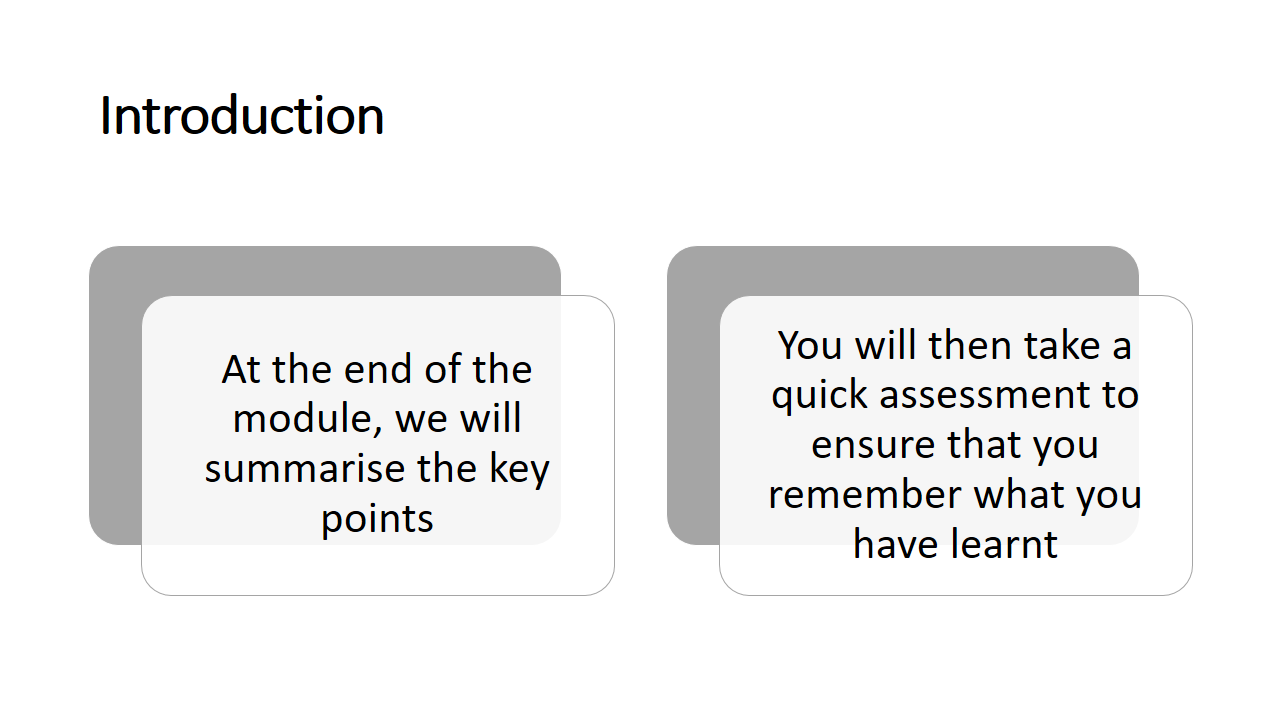 Introduction
At the end of the
module, we will
summarise the key
points
You will then take a
quick assessment to
ensure that you
remember what you
have learnt